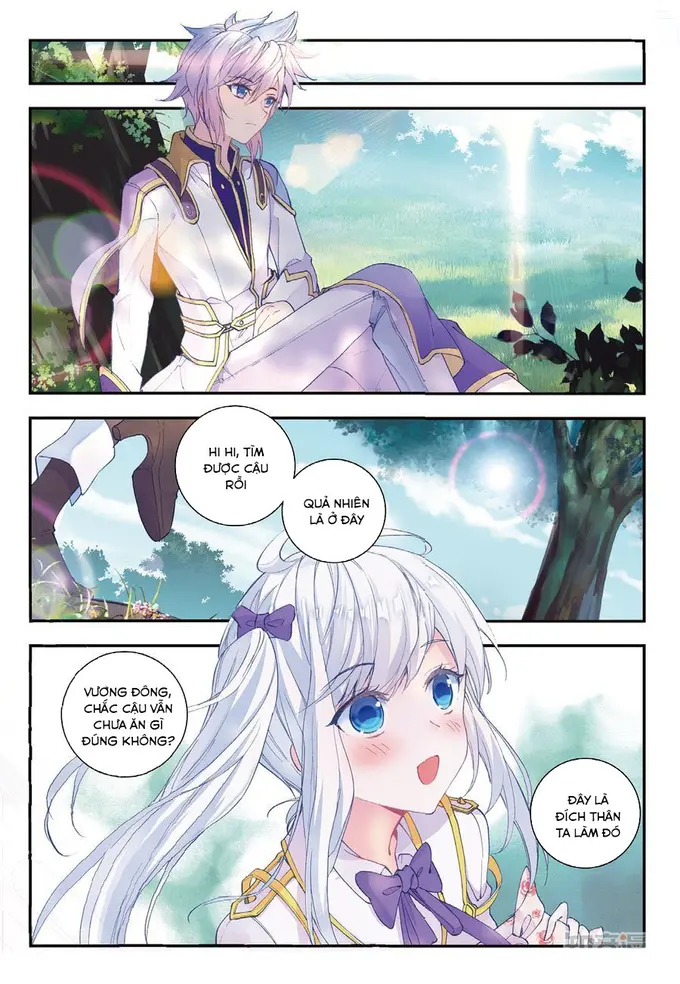 HI HI, TÌM
ĐƯỢC CẬU
RỒI
QUẢ NHIÊN
LÀ Ở ĐÂY
VƯƠNG ĐÔNG,
CHẮC CẬU VẪN
CHƯA ĂN GÌ
ĐÚNG KHÔNG?
ĐÂY LÀ
ĐÍCH THÂN
TA LÀM ĐÓ